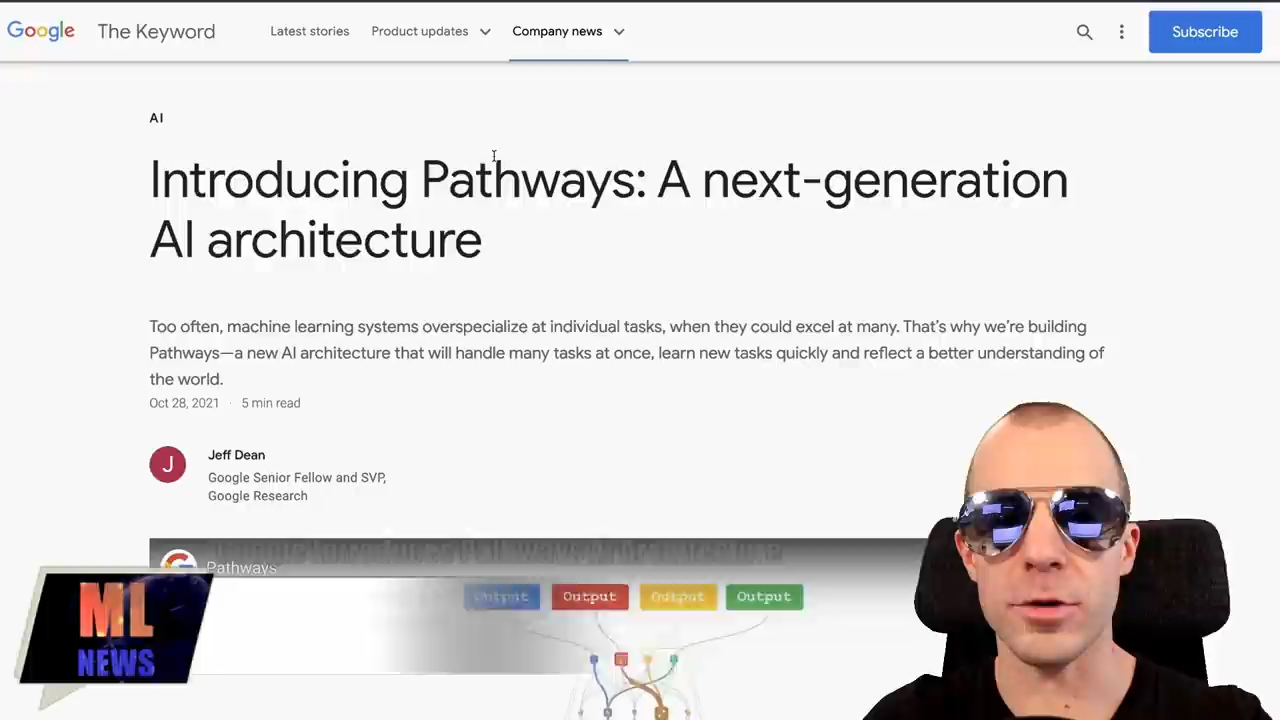 Google The Keyword Latest stories Product updates Company news Subscribe
AI
Introducing Pathways: A next-generation
AI architecture
Too often, machine learning systems overspecialize at individual tasks, when they could excel at many. That's why we're building
Pathways—a new AI architecture that will handle many tasks at once, learn new tasks quickly and reflect a better understanding of
the world.
Oct 28, 2021 · 5 min read
J
Jeff Dean
Google Senior Fellow and SVP,
Google Research
Pathways
Output Output Output Output
ML
NEWS